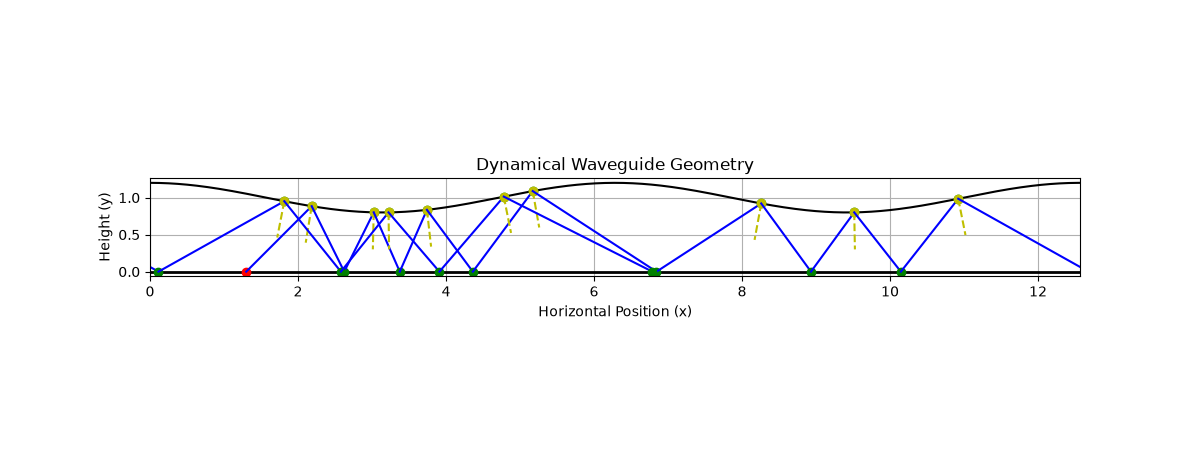 Dynamical Waveguide Geometry
Height (y)
1.0
0.5
0.0
0 2 4 6 8 10 12
Horizontal Position (x)